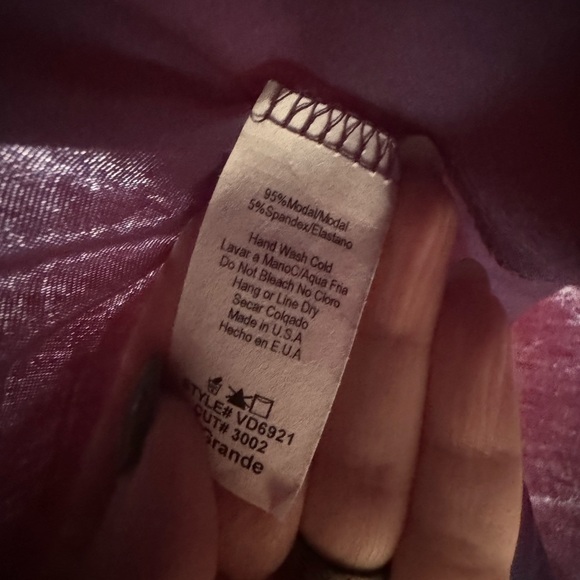 95%Modal/Modal
5%Spandex/Elastano
Hand Wash Cold
Lavar a ManoC/Aqua Fria
Do Not Bleach No Cloro
Hang or Line Dry
Secar Colqado
Made in U.S.A
Hecho en E.U.A
STYLE# VD6921
CUT# 3002
Grande